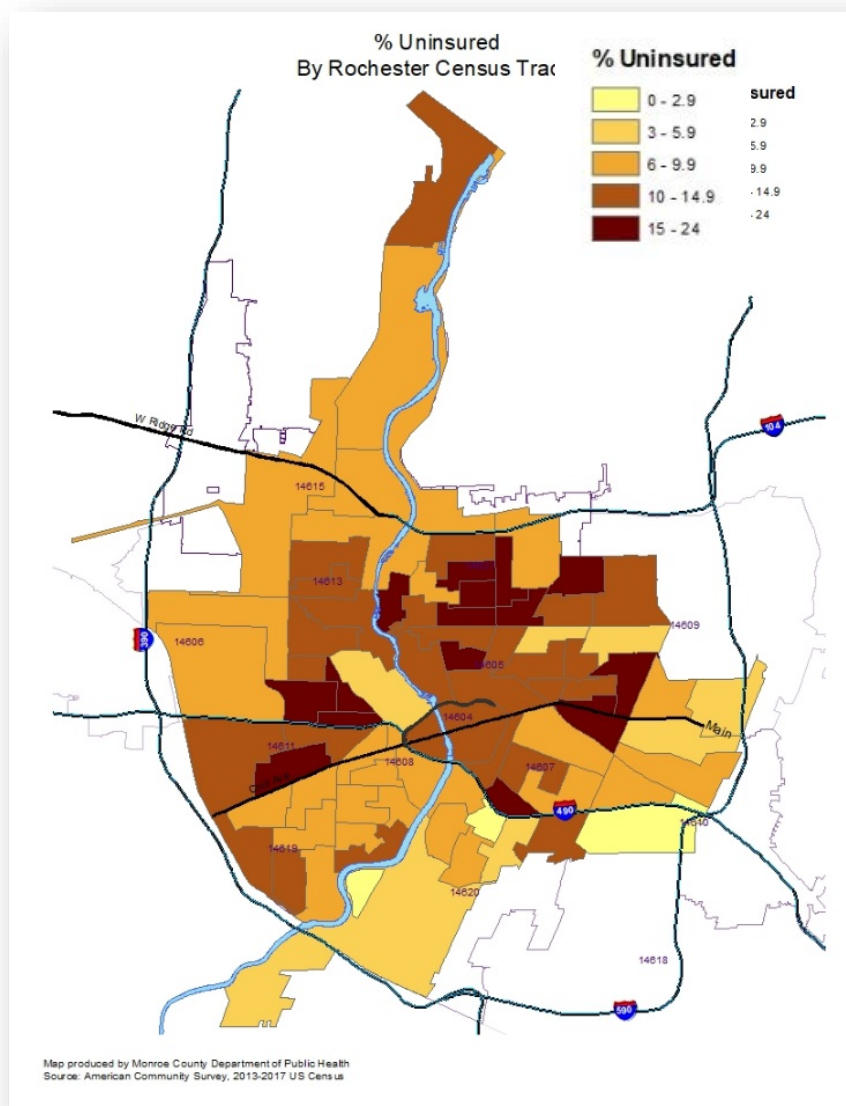 % Uninsured
By Rochester Census Trac
% Uninsured
0 - 2.9
3 - 5.9
6 - 9.9
10 - 14.9
15 - 24
sured
2.9
5.9
9.9
- 14.9
- 24
W Ridge Rd
104
14615
14613
14609
390
14606
14605
14604
Main
14611
14608
14607
490
14619
14620
14618
590
Map produced by Monroe County Department of Public Health
Source: American Community Survey, 2013-2017 US Census